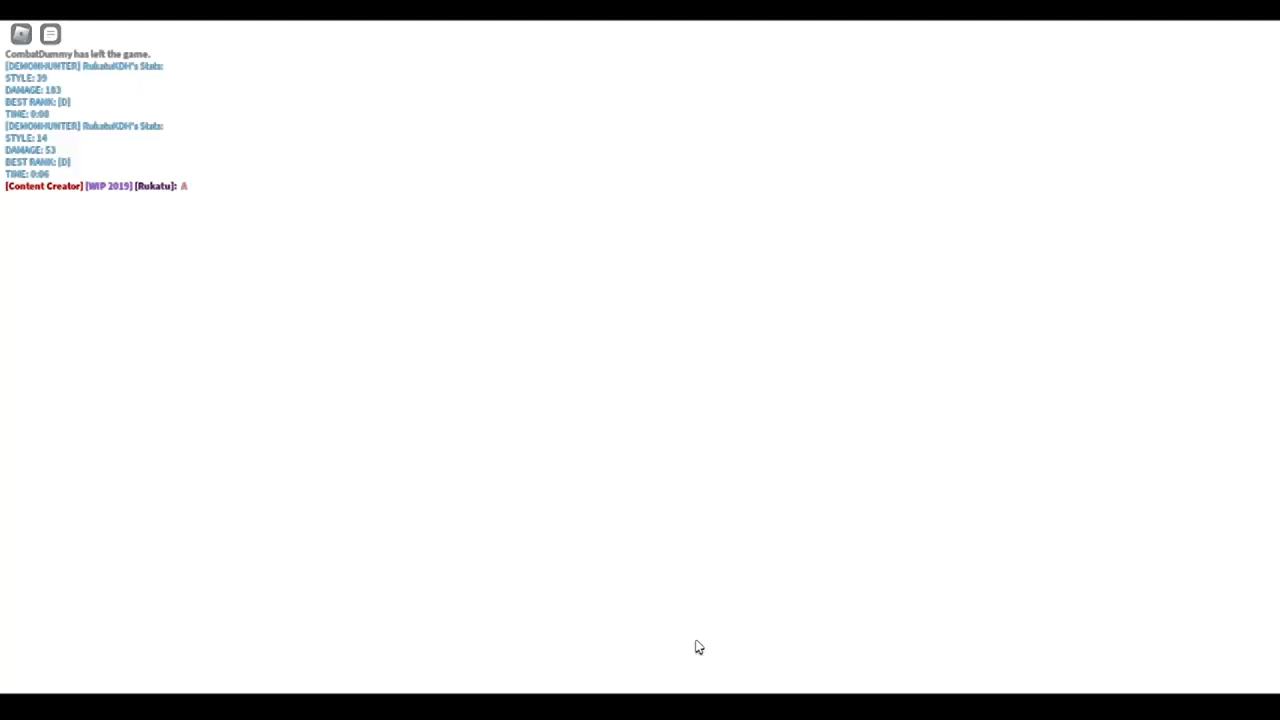 CombatDummy has left the game.
[DEMONHUNTER] RukatuKDH's Stats:
STYLE: 39
DAMAGE: 103
BEST RANK: [D]
TIME: 0:08
[DEMONHUNTER] RukatuKDH's Stats:
STYLE: 14
DAMAGE: 53
BEST RANK: [D]
TIME: 0:06
[Content Creator] [WIP 2019] [Rukatu]: A